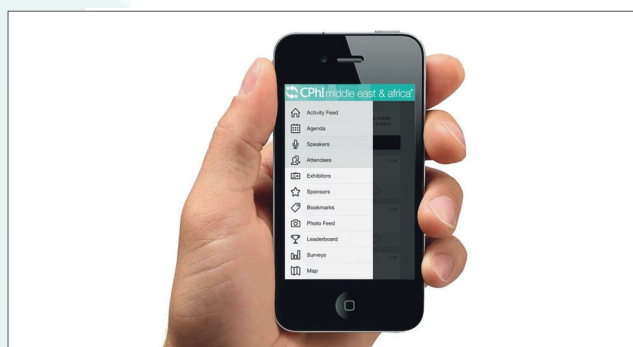 CPhI middle east & africa®
Activity Feed
Agenda
Speakers
Attendees
Exhibitors
Sponsors
Bookmarks
Photo Feed
Leaderboard
Surveys
Map